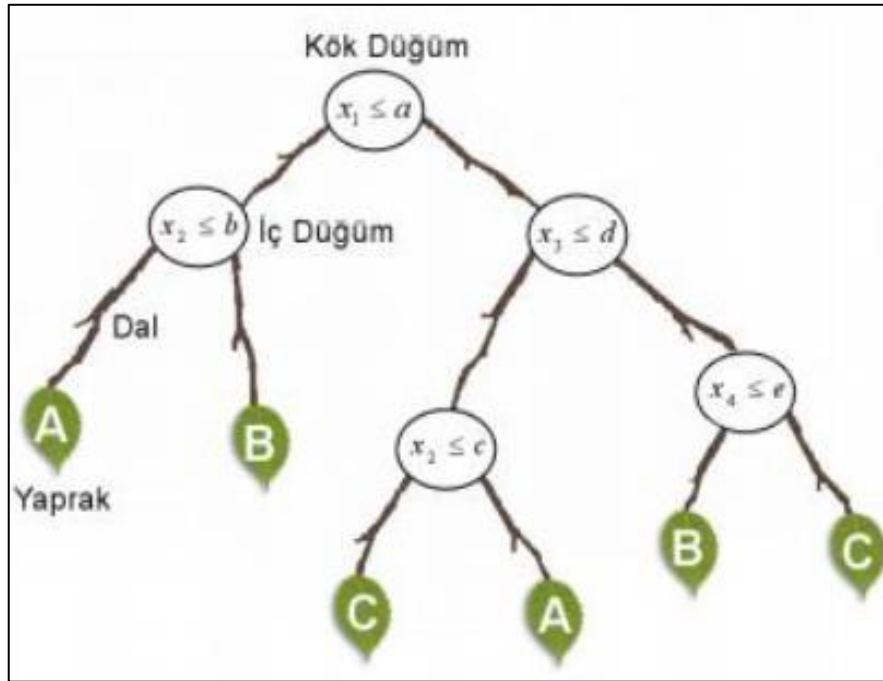 Kök Düğüm
x₁ ≤ a
x₂ ≤ b
İç Düğüm
x₃ ≤ d
Dal
x₄ ≤ e
A
B
x₂ ≤ c
Yaprak
B
C
C
A